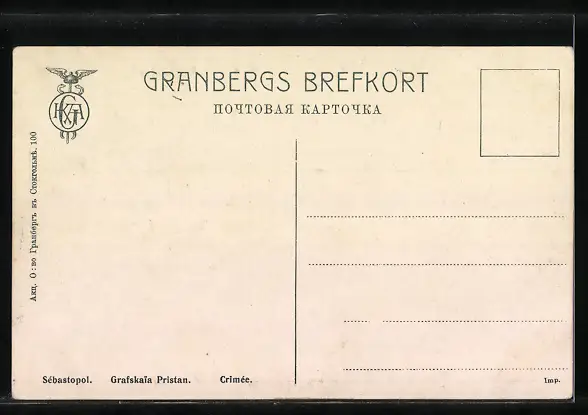 GRANBERGS BREFKORT
ПОЧТОВАЯ КАРТОЧКА
Акц. О:во Гранбергъ въ Стокгольмѣ. 100
Sébastopol. Grafskaïa Pristan. Crimée.
Imp.